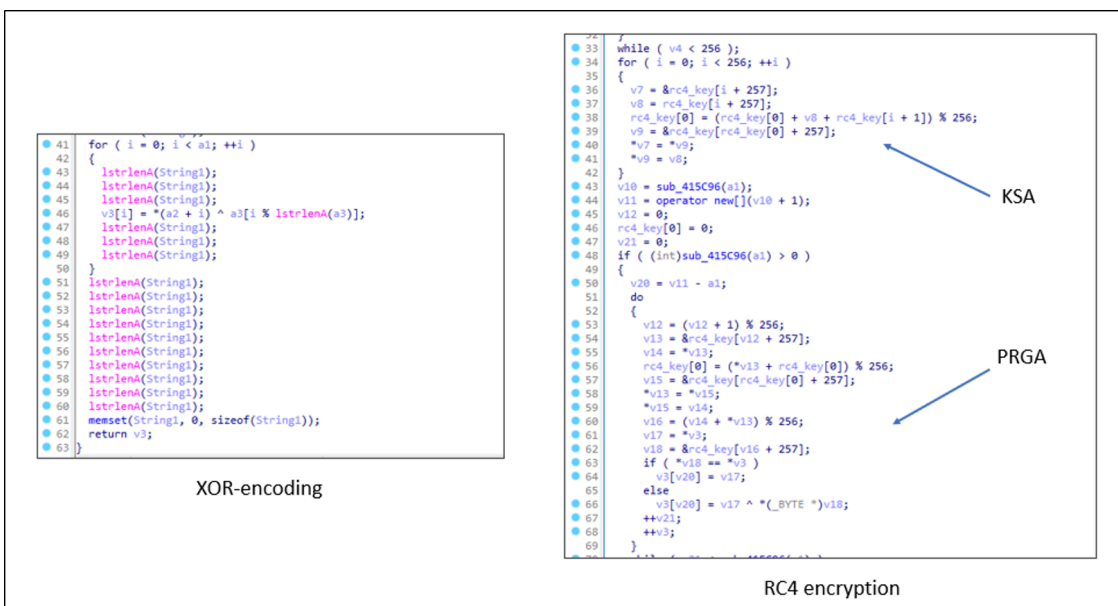 41 for ( i = 0; i < a1; ++i )
42 {
43 lstrlenA(String1);
44 lstrlenA(String1);
45 lstrlenA(String1);
46 v3[i] = *(a2 + i) ^ a3[i % lstrlenA(a3)];
47 lstrlenA(String1);
48 lstrlenA(String1);
49 lstrlenA(String1);
50 }
51 lstrlenA(String1);
52 lstrlenA(String1);
53 lstrlenA(String1);
54 lstrlenA(String1);
55 lstrlenA(String1);
56 lstrlenA(String1);
57 lstrlenA(String1);
58 lstrlenA(String1);
59 lstrlenA(String1);
60 lstrlenA(String1);
61 memset(String1, 0, sizeof(String1));
62 return v3;
63 }
XOR-encoding
32 }
33 while ( v4 < 256 );
34 for ( i = 0; i < 256; ++i )
35 {
36 v7 = &rc4_key[i + 257];
37 v8 = rc4_key[i + 257];
38 rc4_key[0] = (rc4_key[0] + v8 + rc4_key[i + 1]) % 256;
39 v9 = &rc4_key[rc4_key[0] + 257];
40 *v7 = *v9;
41 *v9 = v8;
42 }
43 v10 = sub_415C96(a1);
44 v11 = operator new[](v10 + 1);
45 v12 = 0;
46 rc4_key[0] = 0;
47 v21 = 0;
48 if ( (int)sub_415C96(a1) > 0 )
49 {
50 v20 = v11 - a1;
51 do
52 {
53 v12 = (v12 + 1) % 256;
54 v13 = &rc4_key[v12 + 257];
55 v14 = *v13;
56 rc4_key[0] = (*v13 + rc4_key[0]) % 256;
57 v15 = &rc4_key[rc4_key[0] + 257];
58 *v13 = *v15;
59 *v15 = v14;
60 v16 = (v14 + *v13) % 256;
61 v17 = *v3;
62 v18 = &rc4_key[v16 + 257];
63 if ( *v18 == *v3 )
64 v3[v20] = v17;
65 else
66 v3[v20] = v17 ^ *(_BYTE *)v18;
67 ++v21;
68 ++v3;
69 }
KSA
PRGA
RC4 encryption